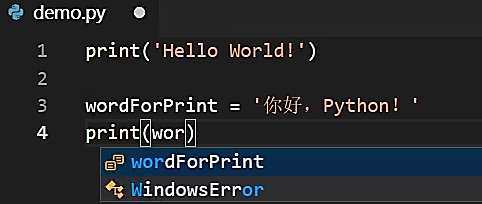 demo.py
1 print('Hello World!')
2
3 wordForPrint = '你好，Python！'
4 print(wor)
wordForPrint
WindowsError